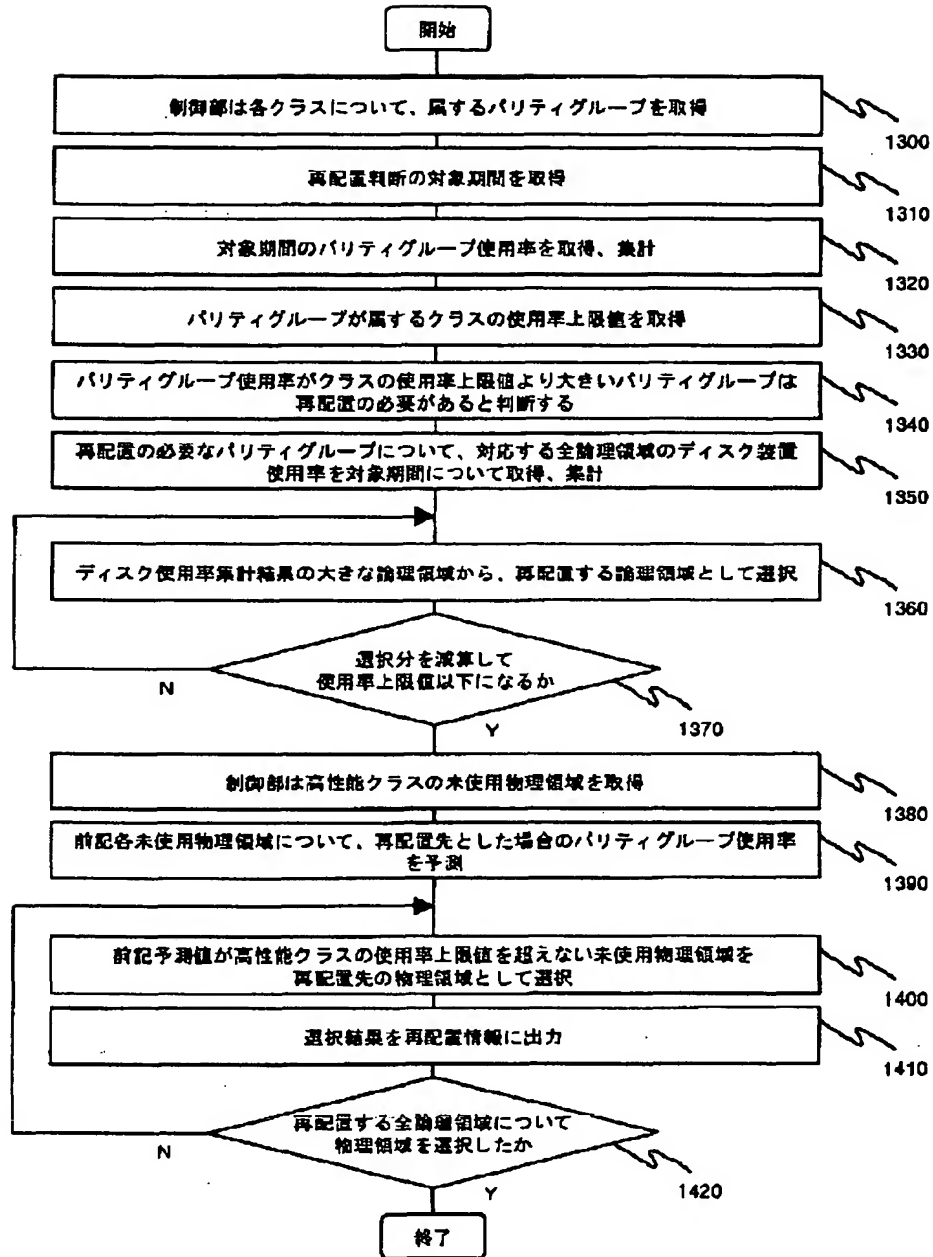 開始
制御部は各クラスについて、属するパリティグループを取得
1300
再配置判断の対象期間を取得
1310
対象期間のパリティグループ使用率を取得、集計
1320
パリティグループが属するクラスの使用率上限値を取得
1330
パリティグループ使用率がクラスの使用率上限値より大きいパリティグループは
再配置の必要があると判断する
1340
再配置の必要なパリティグループについて、対応する全論理領域のディスク装置
使用率を対象期間について取得、集計
1350
ディスク使用率集計結果の大きな論理領域から、再配置する論理領域として選択
1360
選択分を減算して
使用率上限値以下になるか
N
Y
1370
制御部は高性能クラスの未使用物理領域を取得
1380
前記各未使用物理領域について、再配置先とした場合のパリティグループ使用率
を予測
1390
前記予測値が高性能クラスの使用率上限値を超えない未使用物理領域を
再配置先の物理領域として選択
1400
選択結果を再配置情報に出力
1410
再配置する全論理領域について
物理領域を選択したか
N
Y
1420
終了